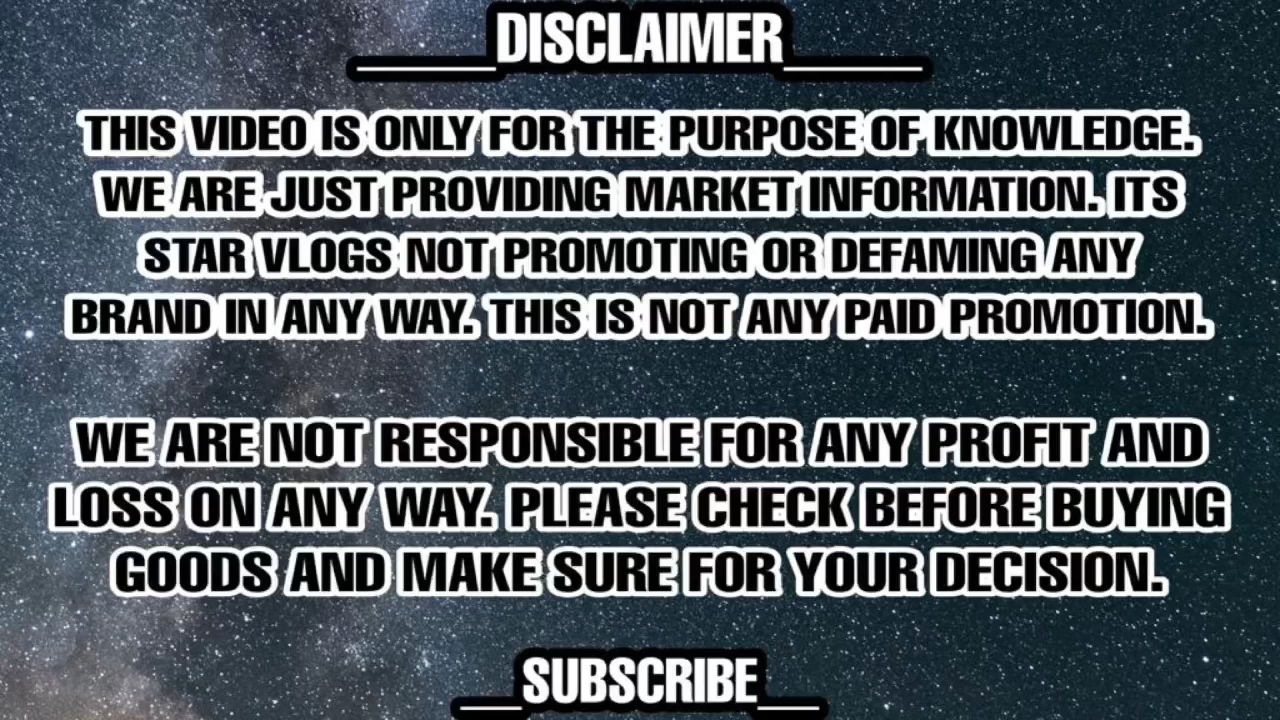 DISCLAIMER
THIS VIDEO IS ONLY FOR THE PURPOSE OF KNOWLEDGE.
WE ARE JUST PROVIDING MARKET INFORMATION. ITS
STAR VLOGS NOT PROMOTING OR DEFAMING ANY
BRAND IN ANY WAY. THIS IS NOT ANY PAID PROMOTION.
WE ARE NOT RESPONSIBLE FOR ANY PROFIT AND
LOSS ON ANY WAY. PLEASE CHECK BEFORE BUYING
GOODS AND MAKE SURE FOR YOUR DECISION.
SUBSCRIBE